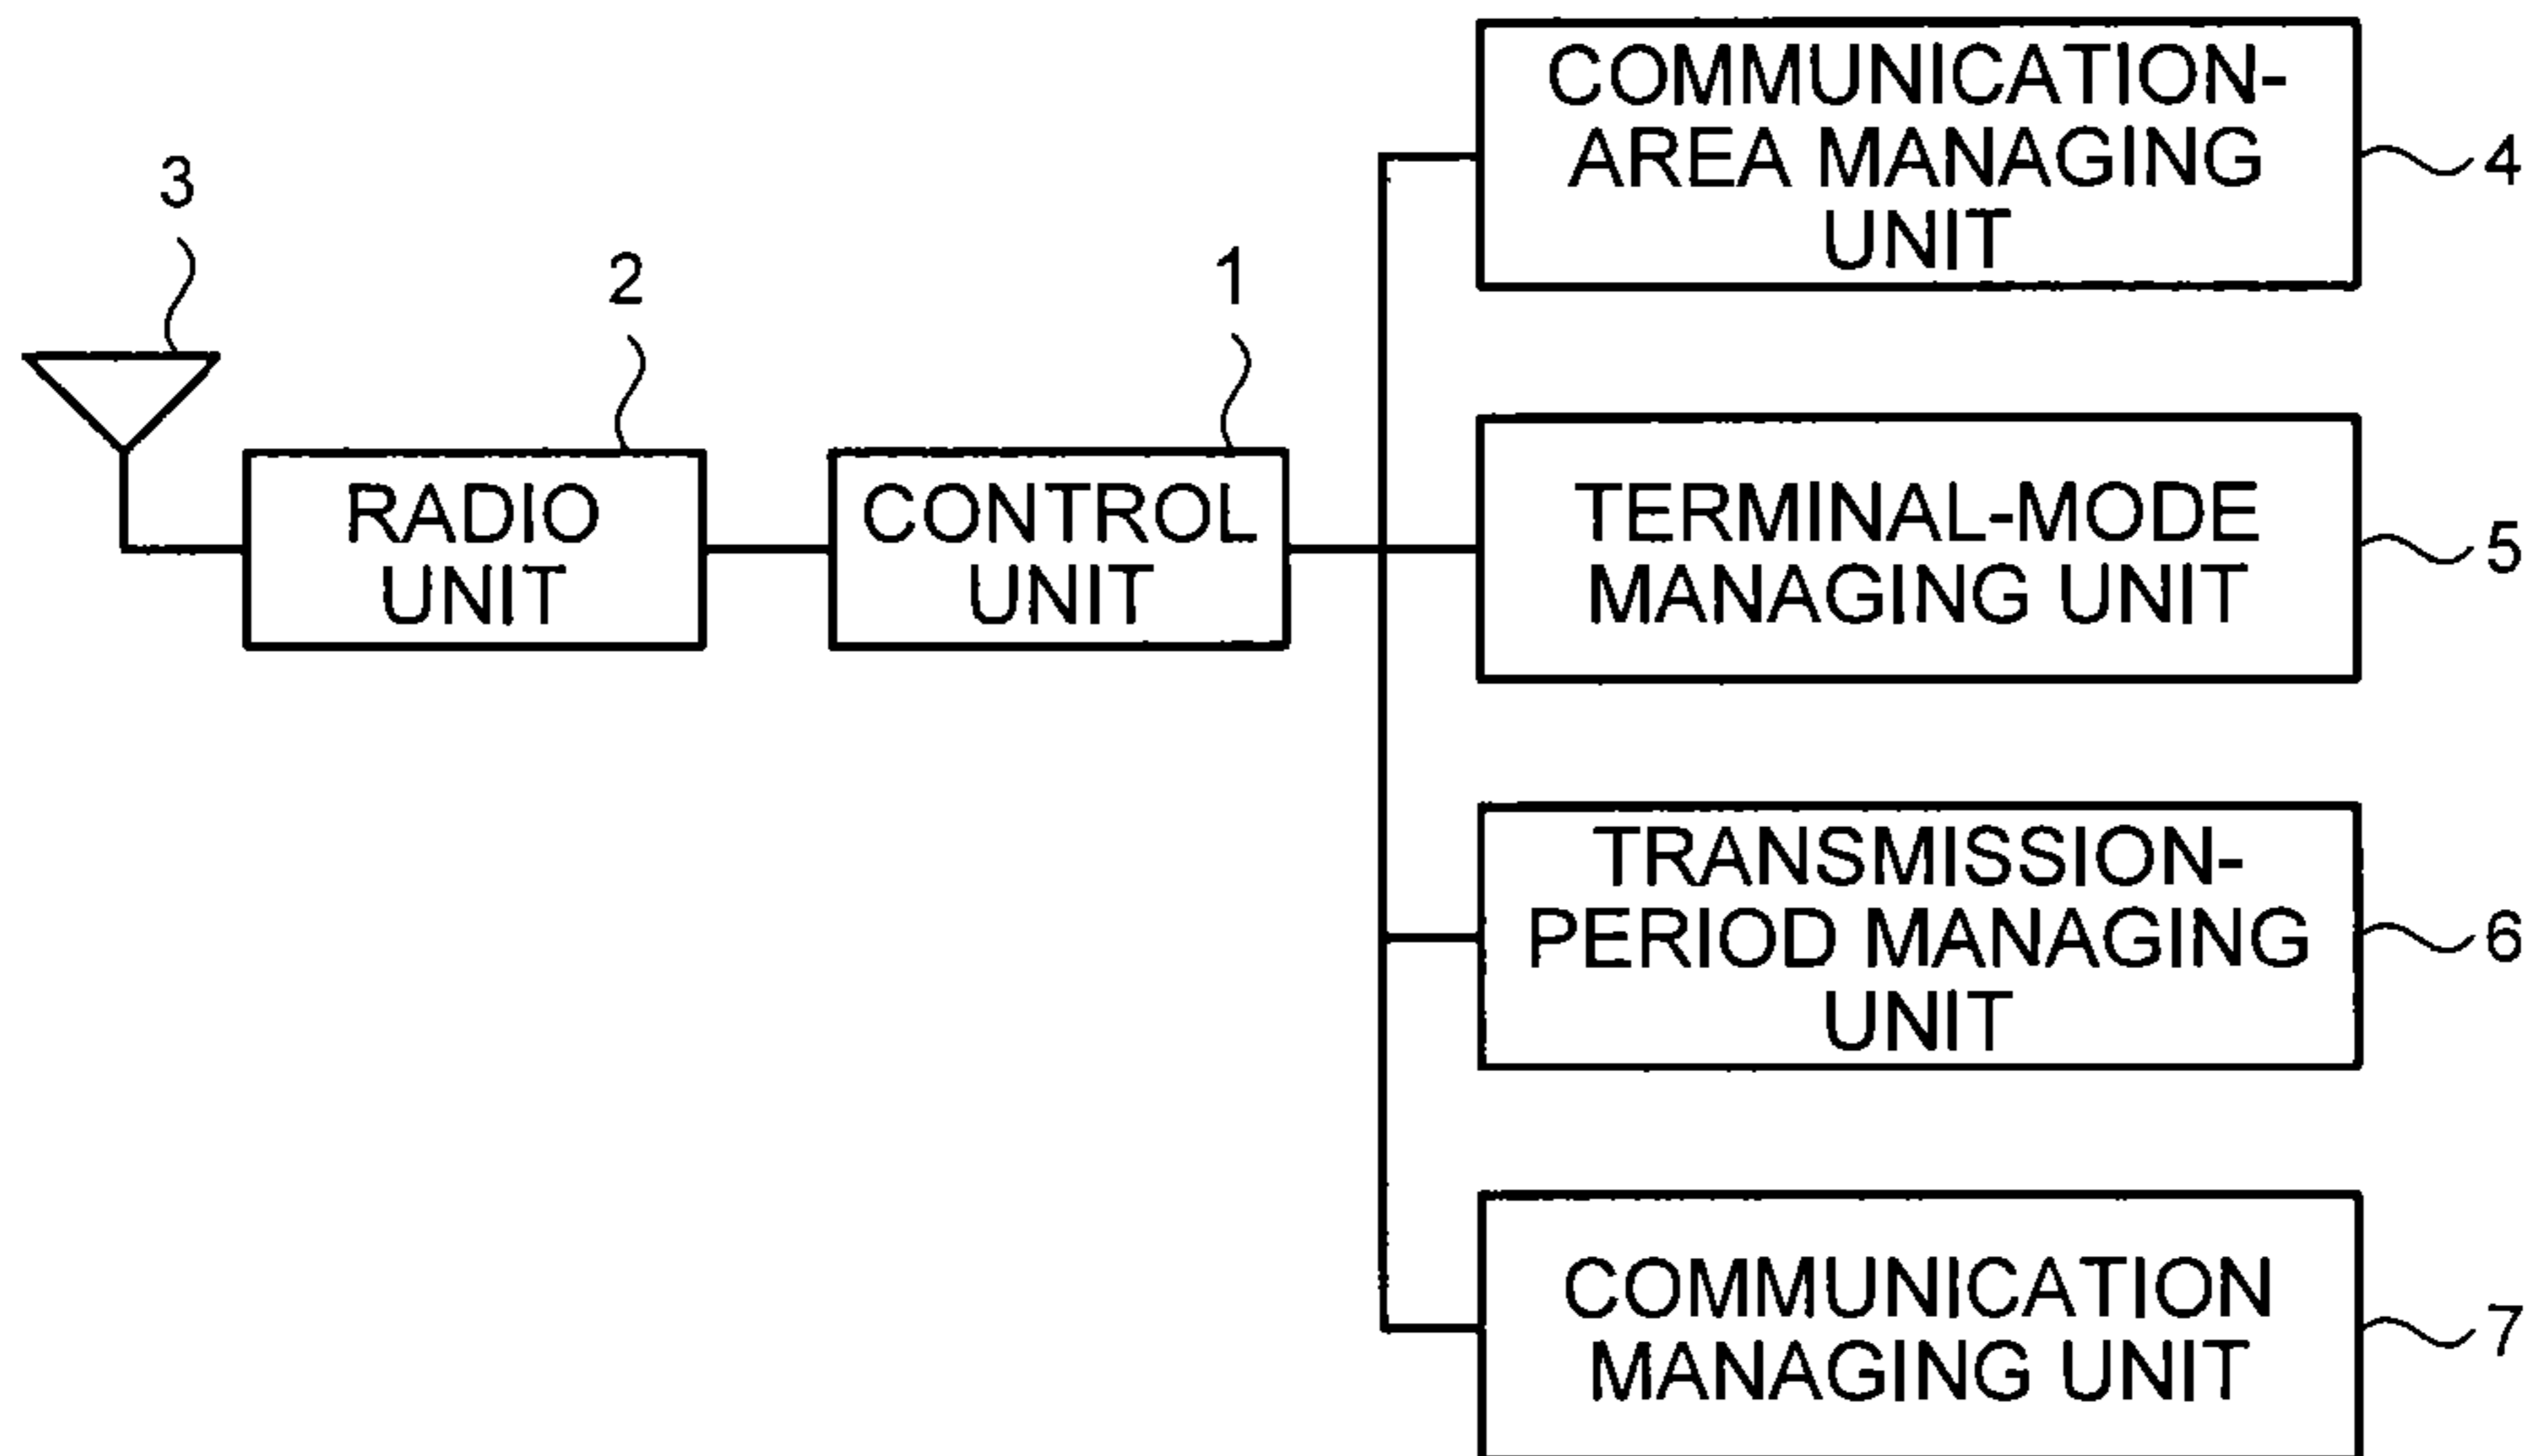 3
2
1
RADIO
UNIT
CONTROL
UNIT
COMMUNICATION-
AREA MANAGING
UNIT
4
TERMINAL-MODE
MANAGING UNIT
5
TRANSMISSION-
PERIOD MANAGING
UNIT
6
COMMUNICATION
MANAGING UNIT
7